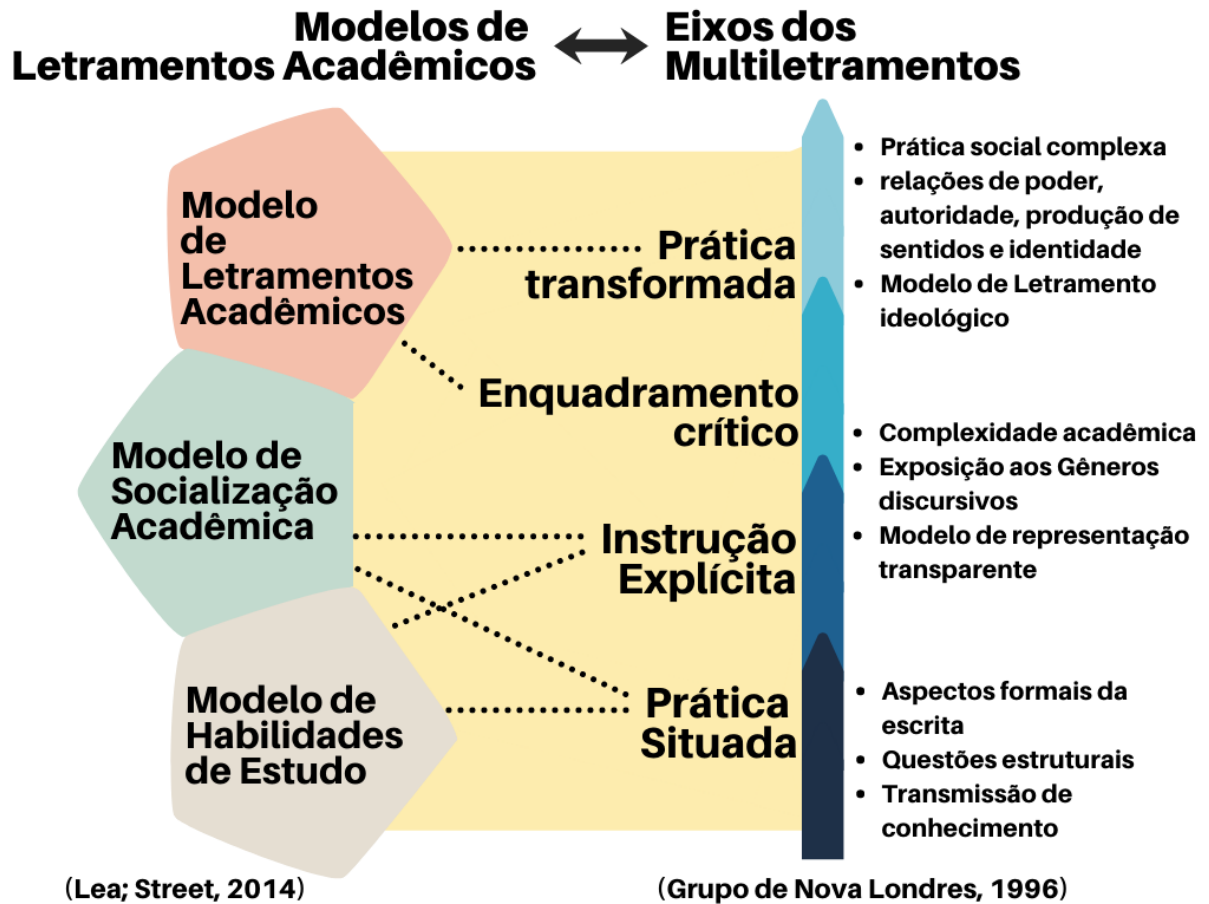 Modelos de
Letramentos Acadêmicos
Eixos dos
Multiletramentos
Modelo
de
Letramentos
Acadêmicos
Modelo de
Socialização
Acadêmica
Modelo de
Habilidades
de Estudo
Prática
transformada
Enquadramento
crítico
Instrução
Explícita
Prática
Situada
• Prática social complexa
• relações de poder,
autoridade, produção de
sentidos e identidade
• Modelo de Letramento
ideológico
• Complexidade acadêmica
• Exposição aos Gêneros
discursivos
• Modelo de representação
transparente
• Aspectos formais da
escrita
• Questões estruturais
• Transmissão de
conhecimento
(Lea; Street, 2014)
(Grupo de Nova Londres, 1996)